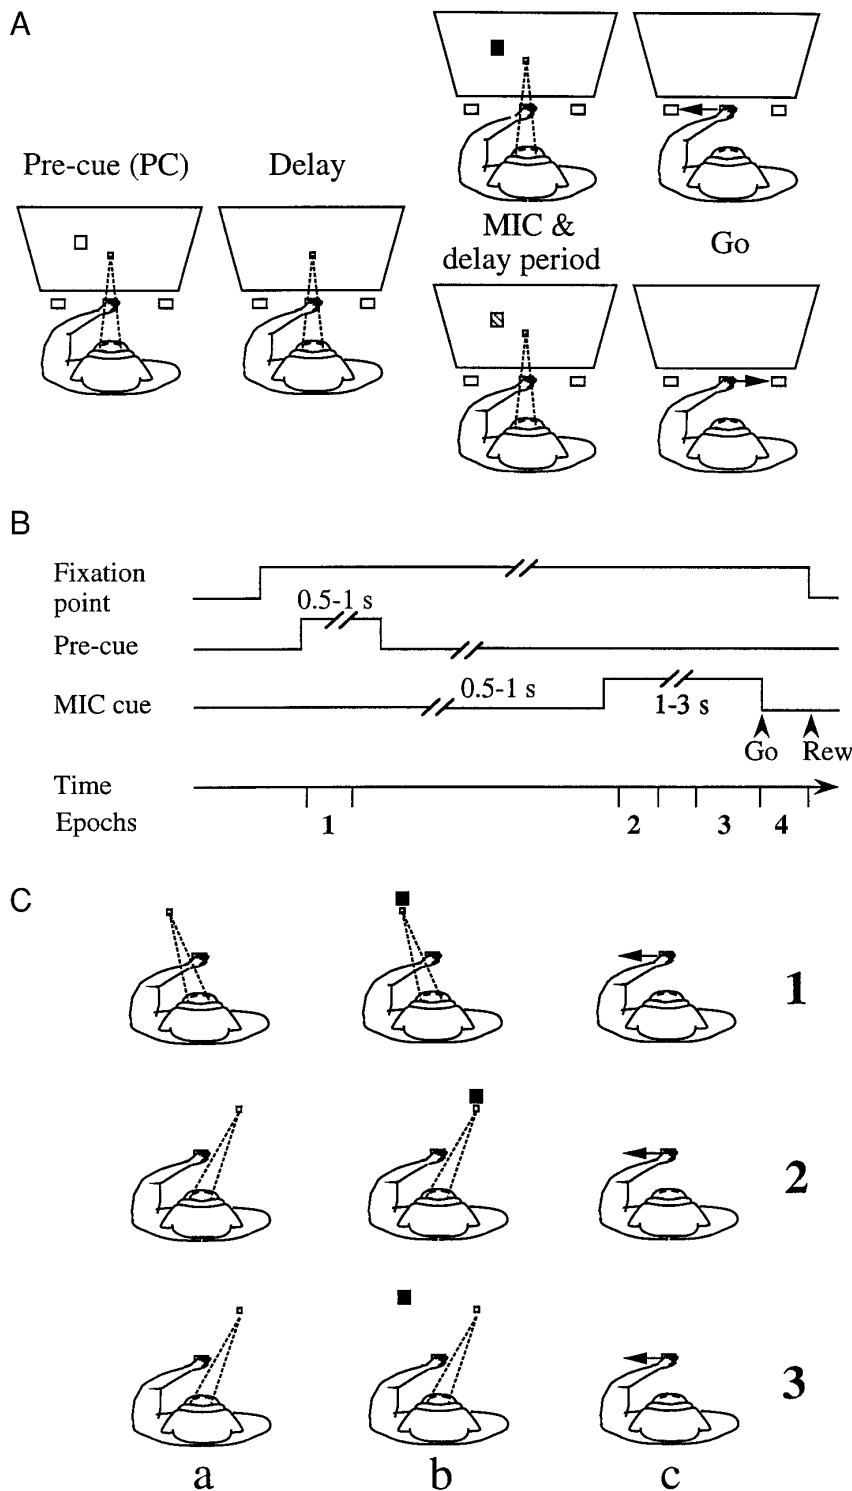 A
Pre-cue (PC)
Delay
MIC &
delay period
Go
B
Fixation
point
0.5-1 s
Pre-cue
0.5-1 s
MIC cue
1-3 s
Go
Rew
Time
Epochs
1
2
3
4
C
1
2
3
a
b
c